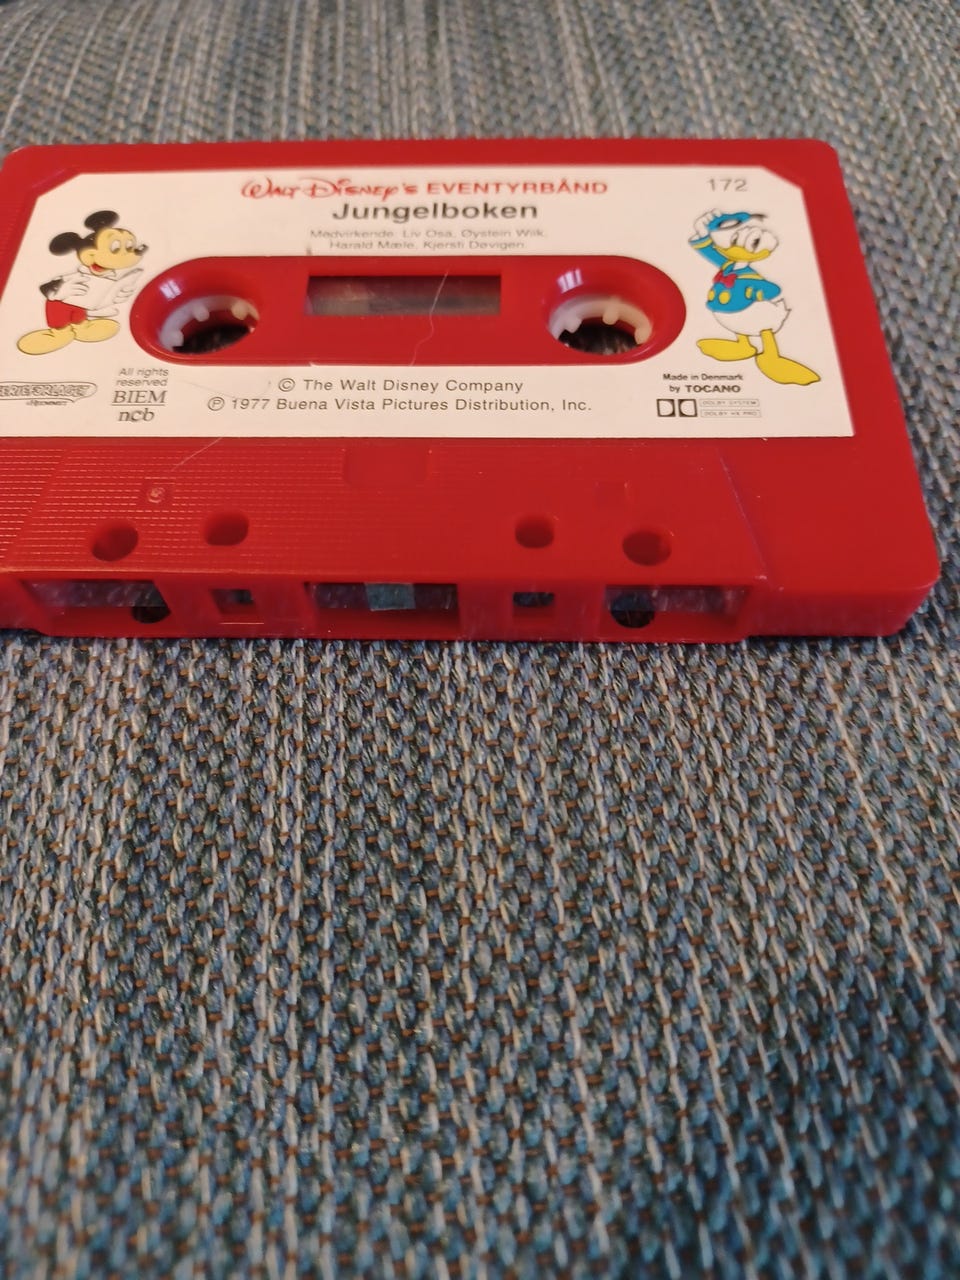 Walt Disney's EVENTYRBÅND
172
Jungelboken
Medvirkende: Liv Osa, Øystein Wiik,
Harald Mæle, Kjersti Døvigen.
All rights
reserved
BIEM
ncb
© The Walt Disney Company
℗ 1977 Buena Vista Pictures Distribution, Inc.
Made in Denmark
by TOCANO
DOLBY SYSTEM
DOLBY HX PRO